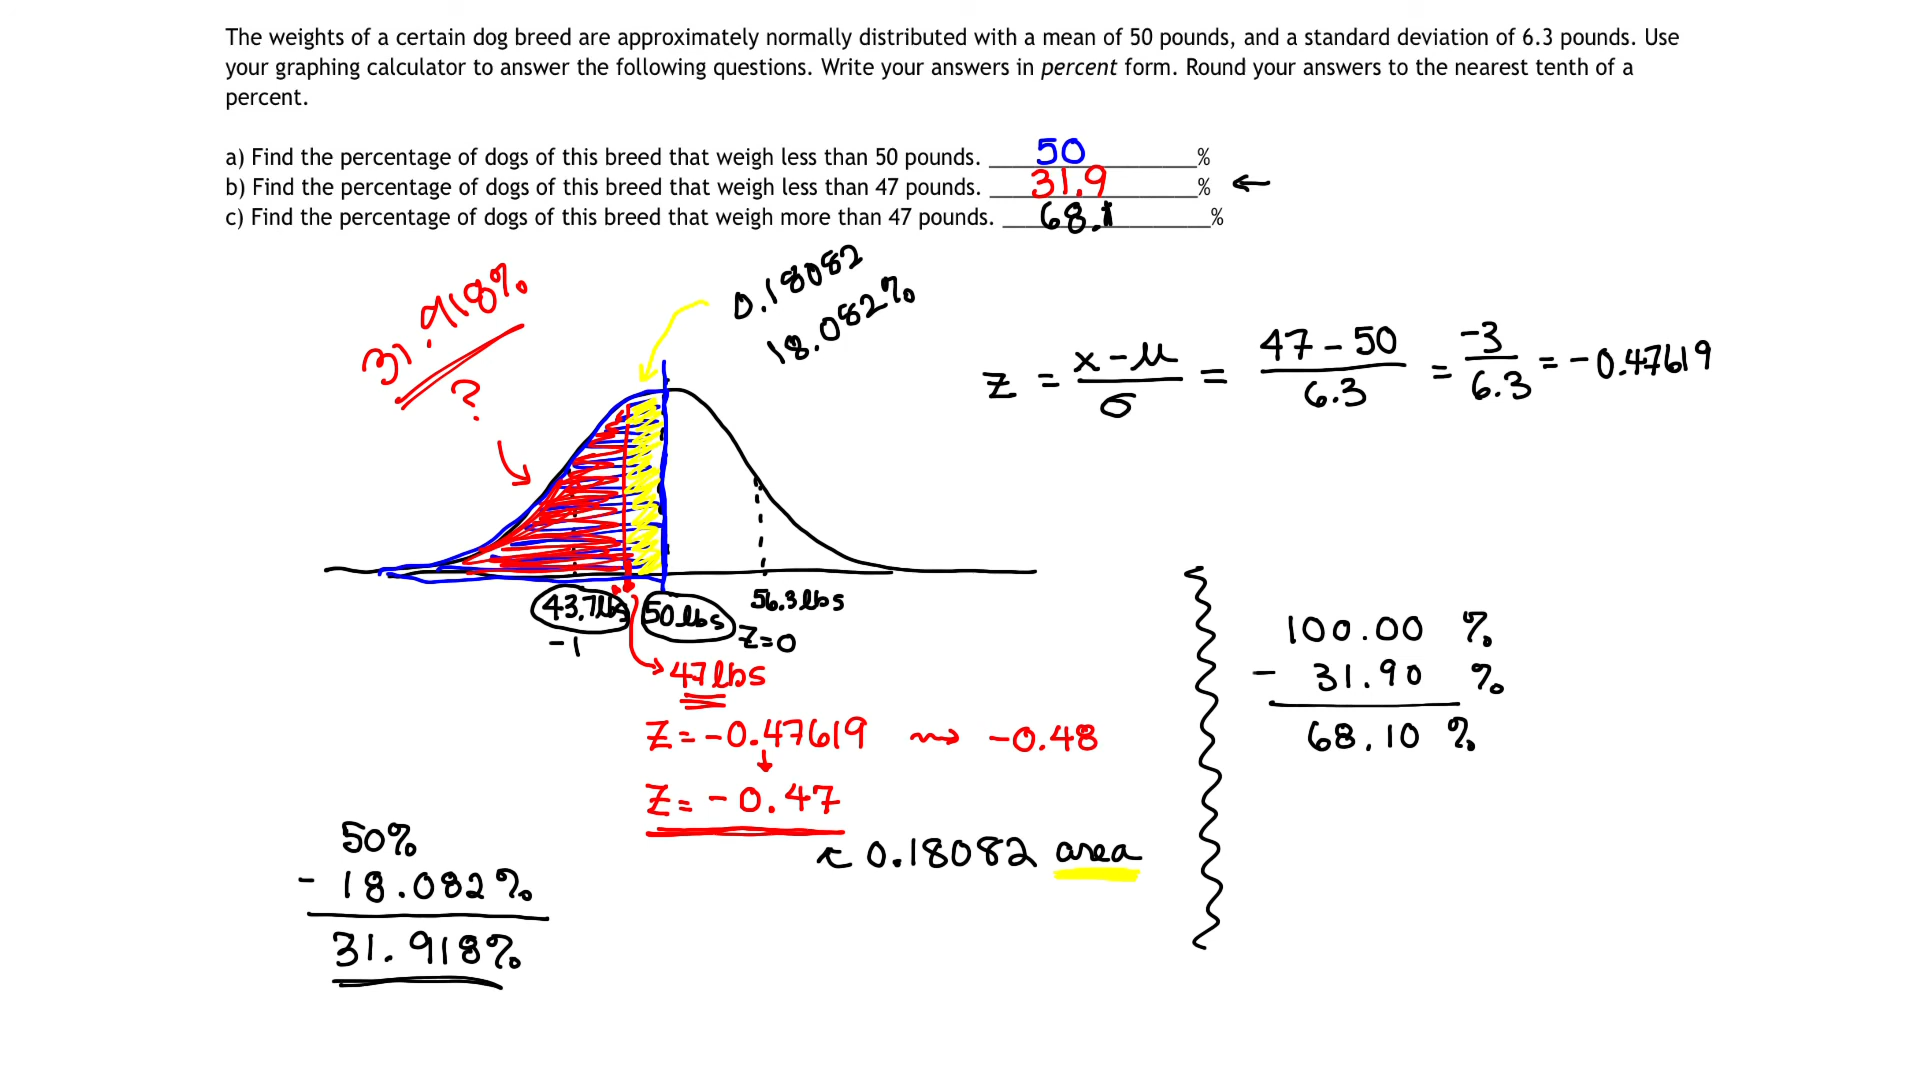 The weights of a certain dog breed are approximately normally distributed with a mean of 50 pounds, and a standard deviation of 6.3 pounds. Use
your graphing calculator to answer the following questions. Write your answers in percent form. Round your answers to the nearest tenth of a
percent.
a) Find the percentage of dogs of this breed that weigh less than 50 pounds. 50 %
b) Find the percentage of dogs of this breed that weigh less than 47 pounds. 31.9 % ←
c) Find the percentage of dogs of this breed that weigh more than 47 pounds. 68.1 %
31.918%
?
0.18082
18.082%
z = (x-μ)/σ = (47-50)/6.3 = -3/6.3 = -0.47619
43.7lbs 50 lbs 56.3 lbs
-1 Z=0
47 lbs
Z = -0.47619 → -0.48
Z = -0.47
0.18082 area
50%
- 18.082%
31.918%
100.00 %
- 31.90 %
68.10 %